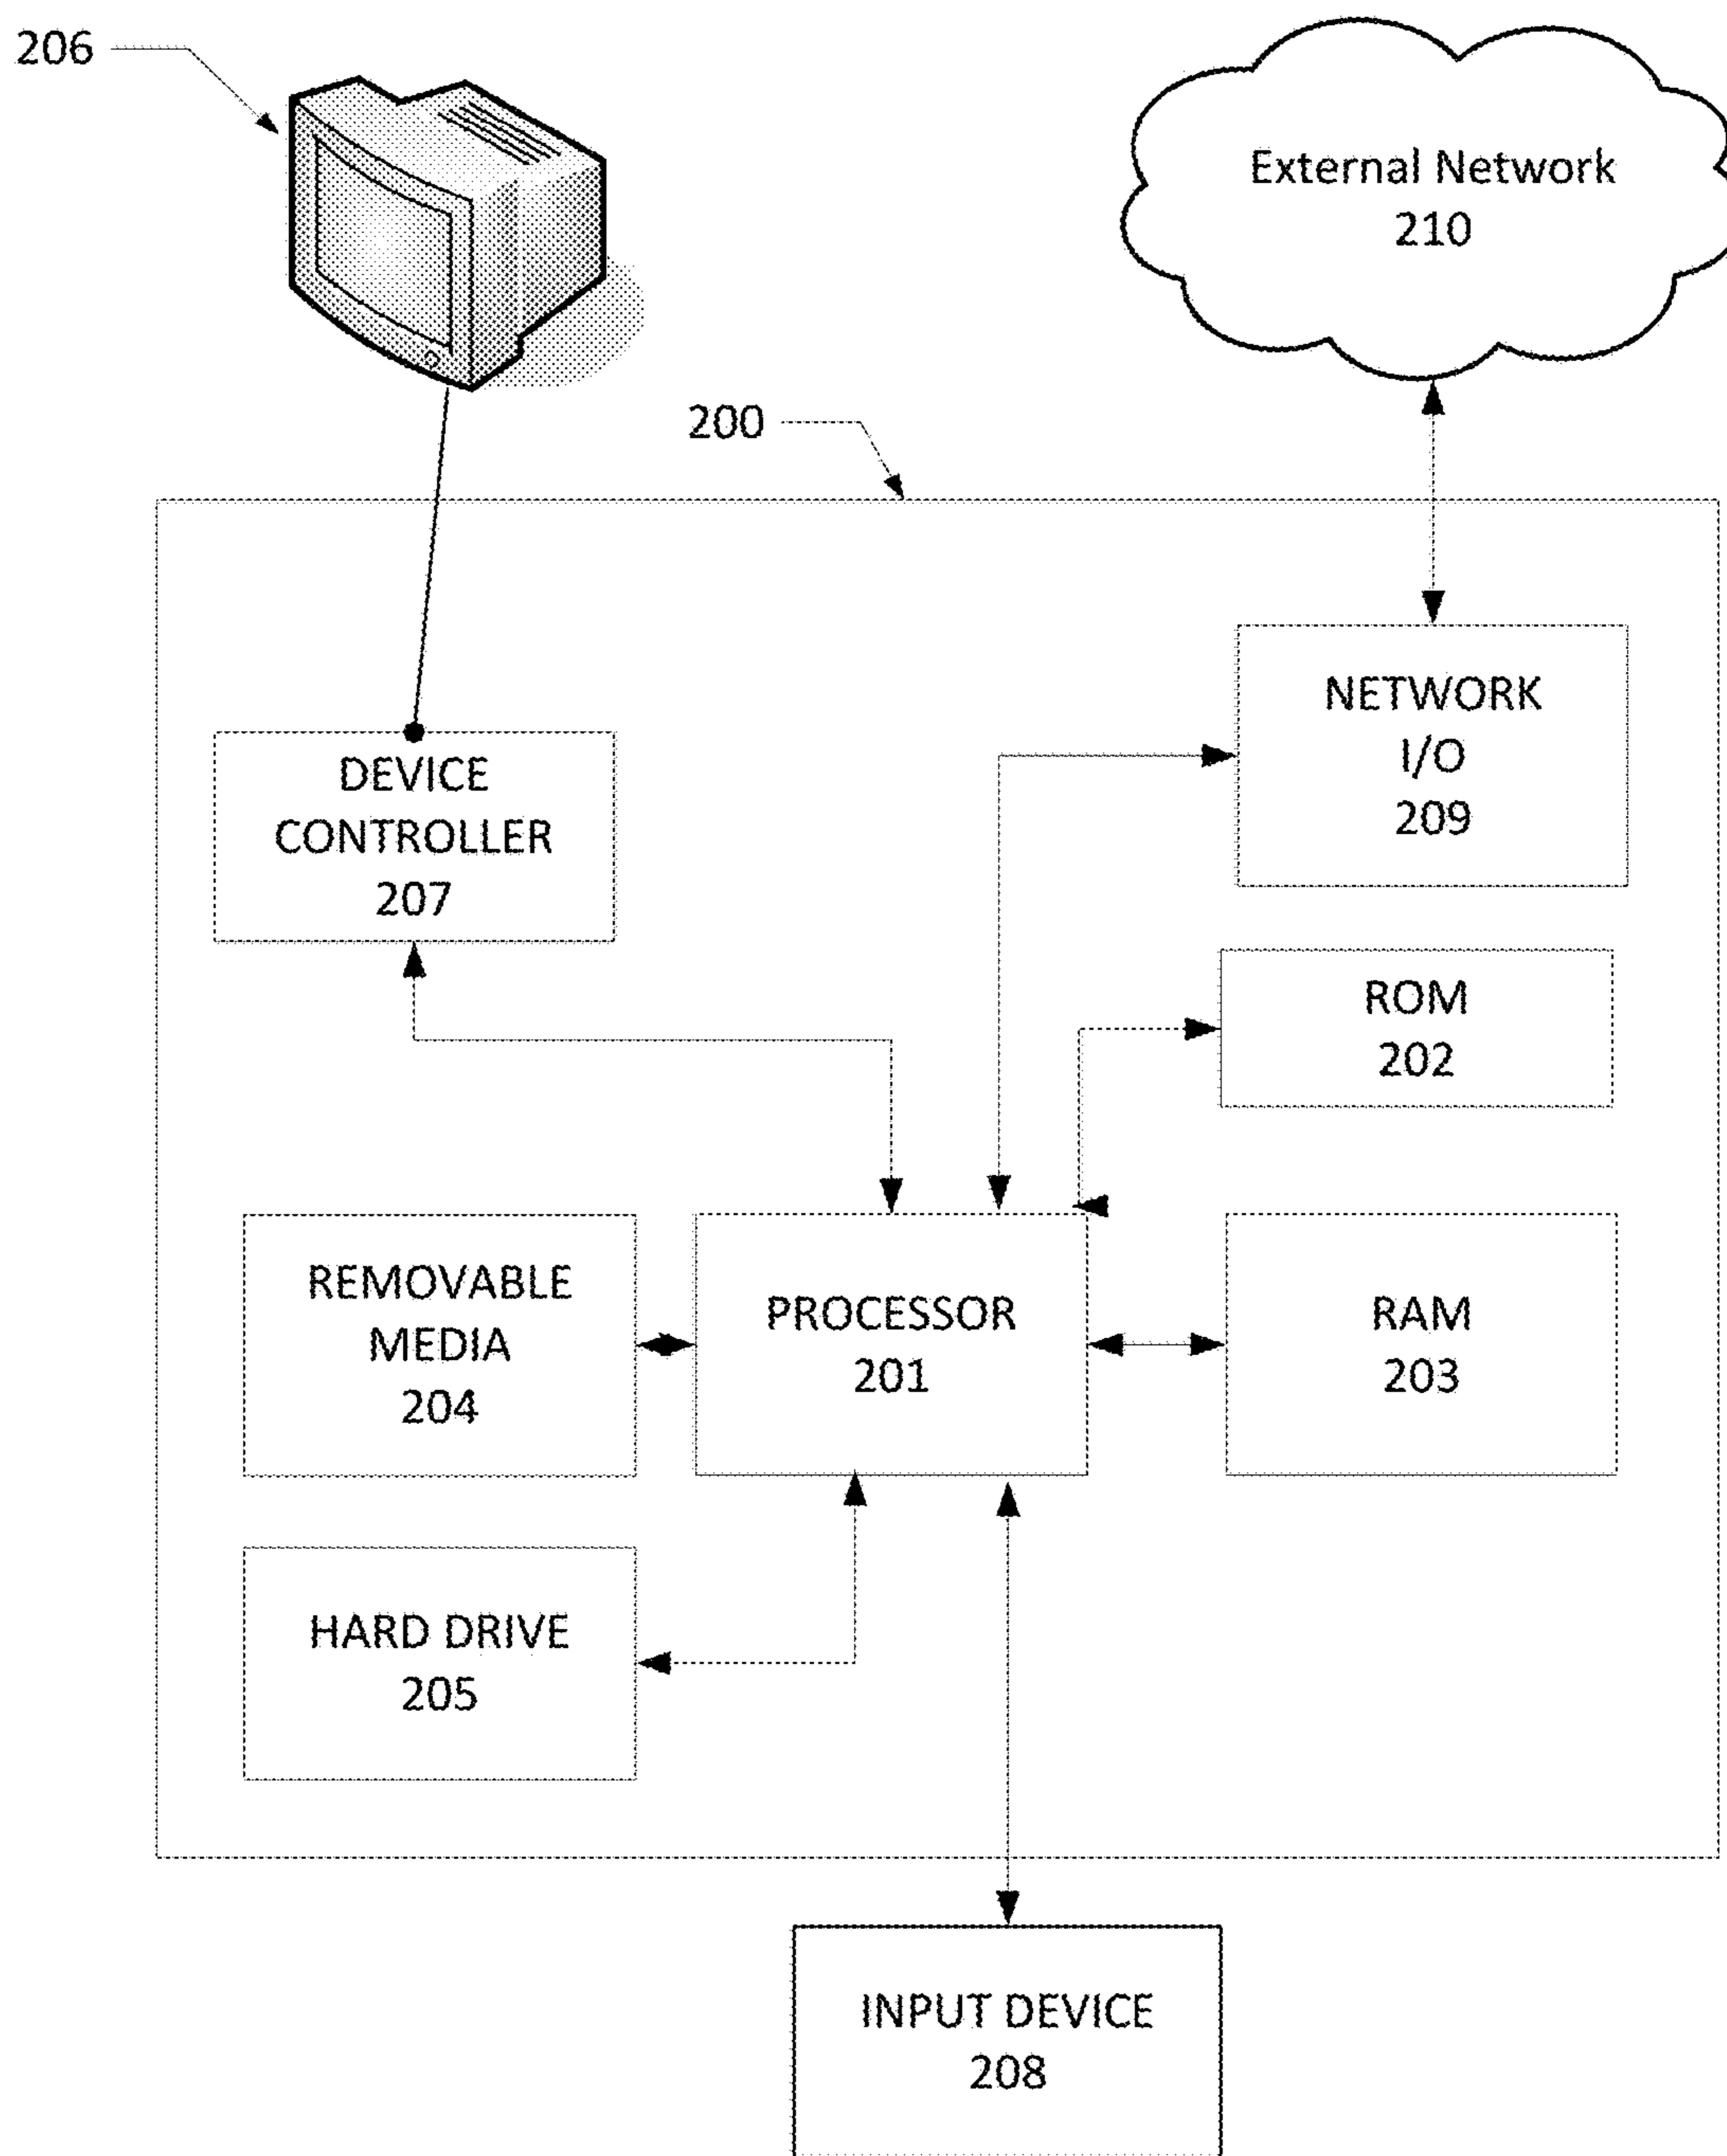 206
External Network
210
200
NETWORK
I/O
209
DEVICE
CONTROLLER
207
ROM
202
REMOVABLE
MEDIA
204
PROCESSOR
201
RAM
203
HARD DRIVE
205
INPUT DEVICE
208